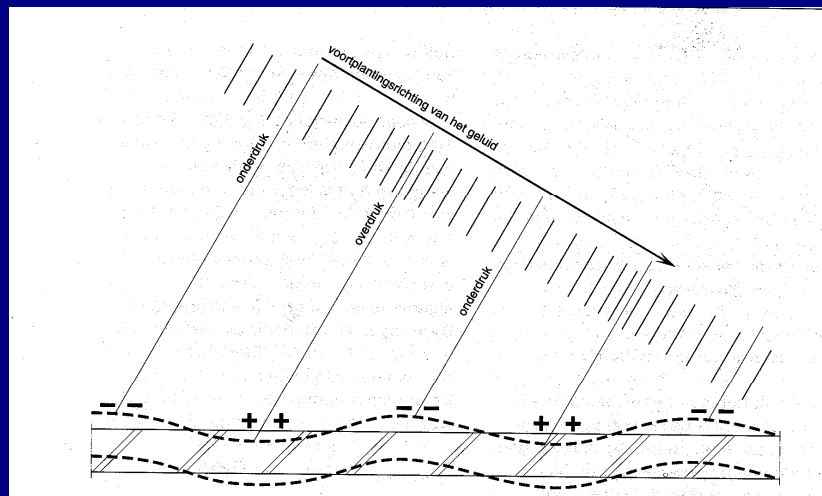 voortplantingsrichting van het geluid
onderdruk
overdruk
onderdruk
− −
+ +
− −
+ +
− −